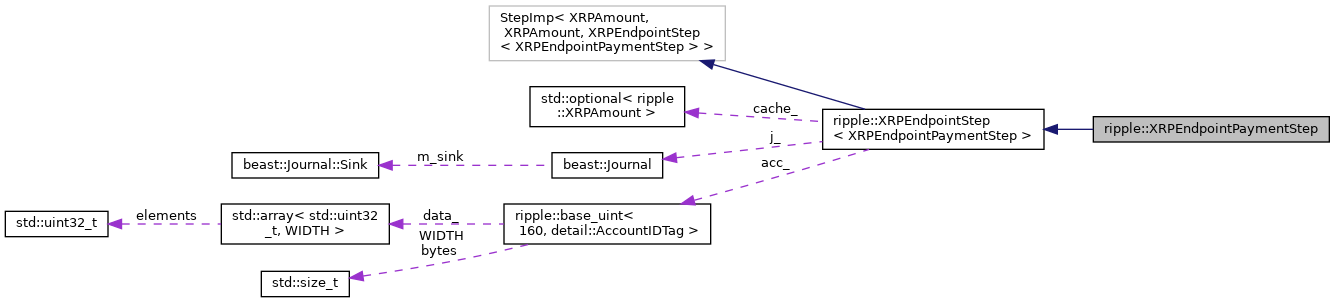 StepImp< XRPAmount,
XRPAmount, XRPEndpointStep
< XRPEndpointPaymentStep > >
std::optional< ripple
::XRPAmount >
cache_
ripple::XRPEndpointStep
< XRPEndpointPaymentStep >
ripple::XRPEndpointPaymentStep
j_
beast::Journal::Sink
m_sink
beast::Journal
acc_
std::uint32_t
elements
std::array< std::uint32
_t, WIDTH >
data_
ripple::base_uint<
160, detail::AccountIDTag >
WIDTH
bytes
std::size_t